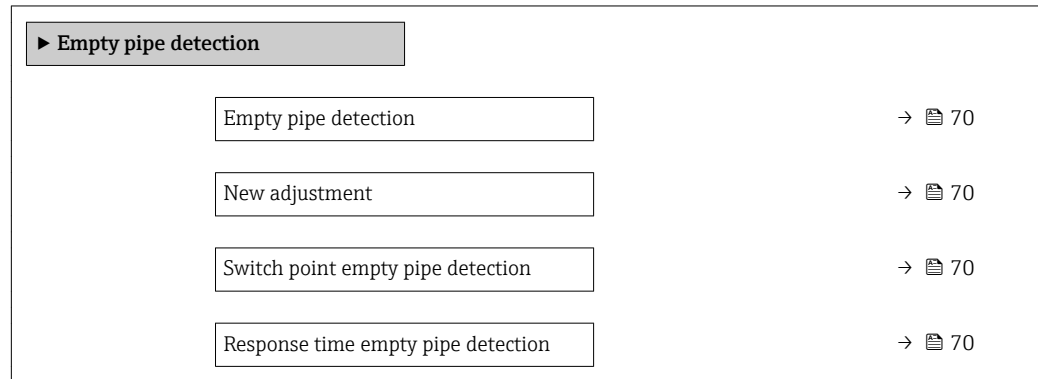 ► Empty pipe detection
Empty pipe detection → 70
New adjustment → 70
Switch point empty pipe detection → 70
Response time empty pipe detection → 70